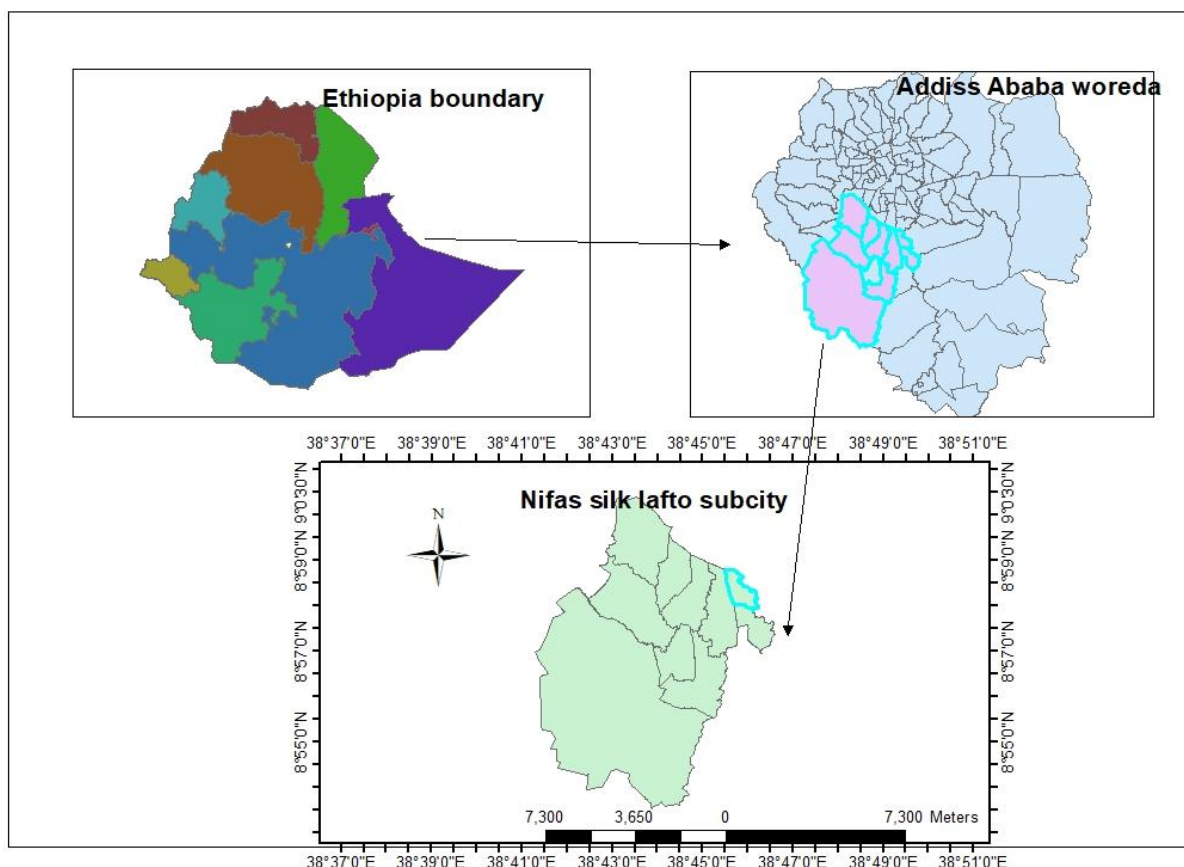 Ethiopia boundary
Addiss Ababa woreda
38°37'0"E 38°39'0"E 38°41'0"E 38°43'0"E 38°45'0"E 38°47'0"E 38°49'0"E 38°51'0"E
Nifas silk lafto subcity
N
9°0'30"N
8°59'0"N
8°57'0"N
8°55'0"N
9°0'30"N
8°59'0"N
8°57'0"N
8°55'0"N
7,300 3,650 0 7,300 Meters
38°37'0"E 38°39'0"E 38°41'0"E 38°43'0"E 38°45'0"E 38°47'0"E 38°49'0"E 38°51'0"E